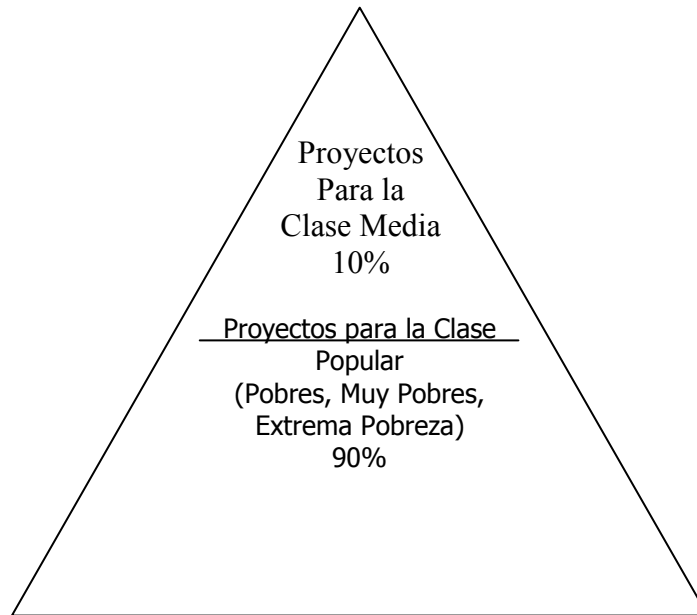 Proyectos
Para la
Clase Media
10%
Proyectos para la Clase
Popular
(Pobres, Muy Pobres,
Extrema Pobreza)
90%